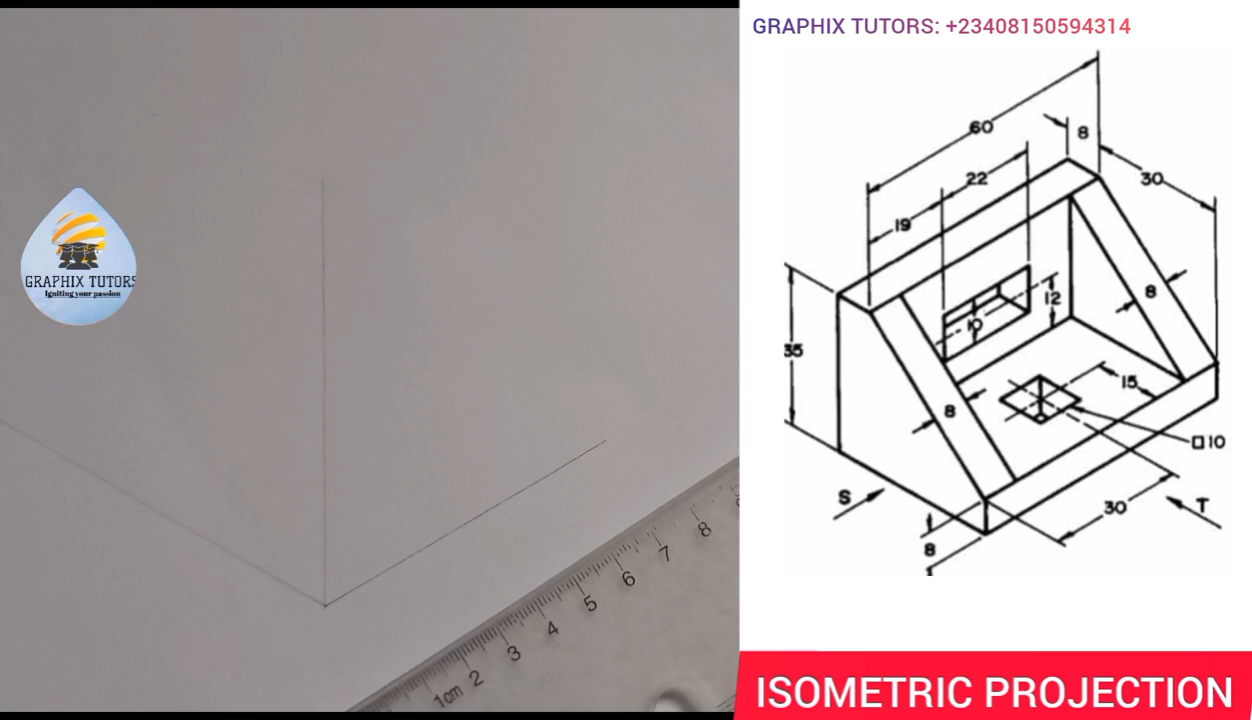 GRAPHIX TUTORS: +23408150594314
GRAPHIX TUTORS
Igniting your passion
60
8
22
30
19
12
10
8
35
15
8
□10
S
30
T
8
1cm 2 3 4 5 6 7 8
ISOMETRIC PROJECTION